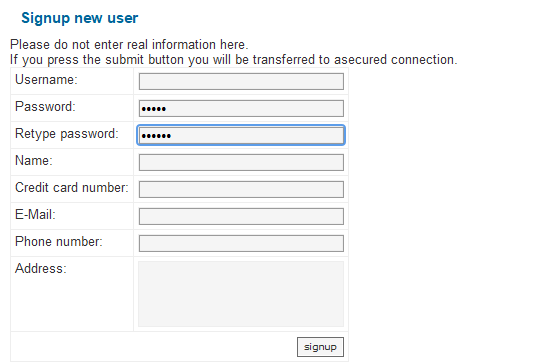 Signup new user
Please do not enter real information here.
If you press the submit button you will be transferred to asecured connection.
Username:
Password: •••••
Retype password: ••••••
Name:
Credit card number:
E-Mail:
Phone number:
Address:
signup